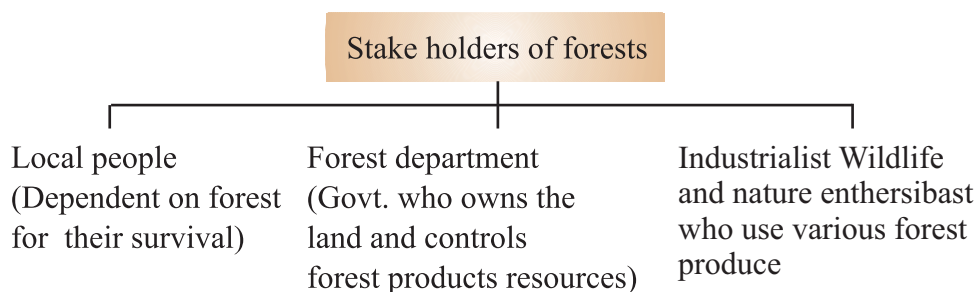 Stake holders of forests
Local people
(Dependent on forest
for their survival)
Forest department
(Govt. who owns the
land and controls
forest products resources)
Industrialist Wildlife
and nature enthersibast
who use various forest
produce